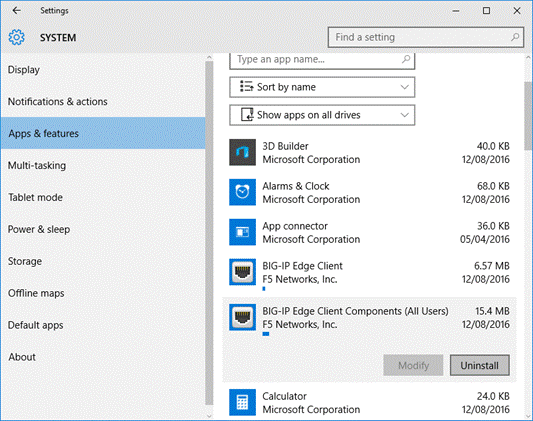 Settings
SYSTEM
Find a setting
Display
Notifications & actions
Apps & features
Multi-tasking
Tablet mode
Power & sleep
Storage
Offline maps
Default apps
About
Type an app name...
Sort by name
Show apps on all drives
3D Builder 40.0 KB
Microsoft Corporation 12/08/2016
Alarms & Clock 68.0 KB
Microsoft Corporation 12/08/2016
App connector 36.0 KB
Microsoft Corporation 05/04/2016
BIG-IP Edge Client 6.57 MB
F5 Networks, Inc. 12/08/2016
BIG-IP Edge Client Components (All Users) 15.4 MB
F5 Networks, Inc. 12/08/2016
Modify Uninstall
Calculator 24.0 KB
Microsoft Corporation 12/08/2016